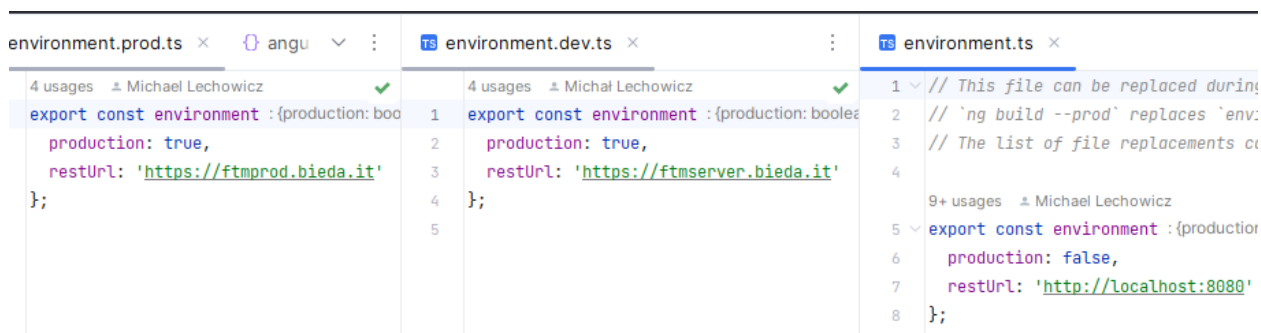 environment.prod.ts
{} angu
TS environment.dev.ts
TS environment.ts
4 usages Michael Lechowicz
export const environment : {production: boo
production: true,
restUrl: 'https://ftmprod.bieda.it'
};
4 usages Michał Lechowicz
1 export const environment : {production: boolea
2 production: true,
3 restUrl: 'https://ftmserver.bieda.it'
4 };
5
1 // This file can be replaced during
2 // `ng build --prod` replaces `envi
3 // The list of file replacements ca
4
9+ usages Michael Lechowicz
5 export const environment : {production
6 production: false,
7 restUrl: 'http://localhost:8080'
8 };